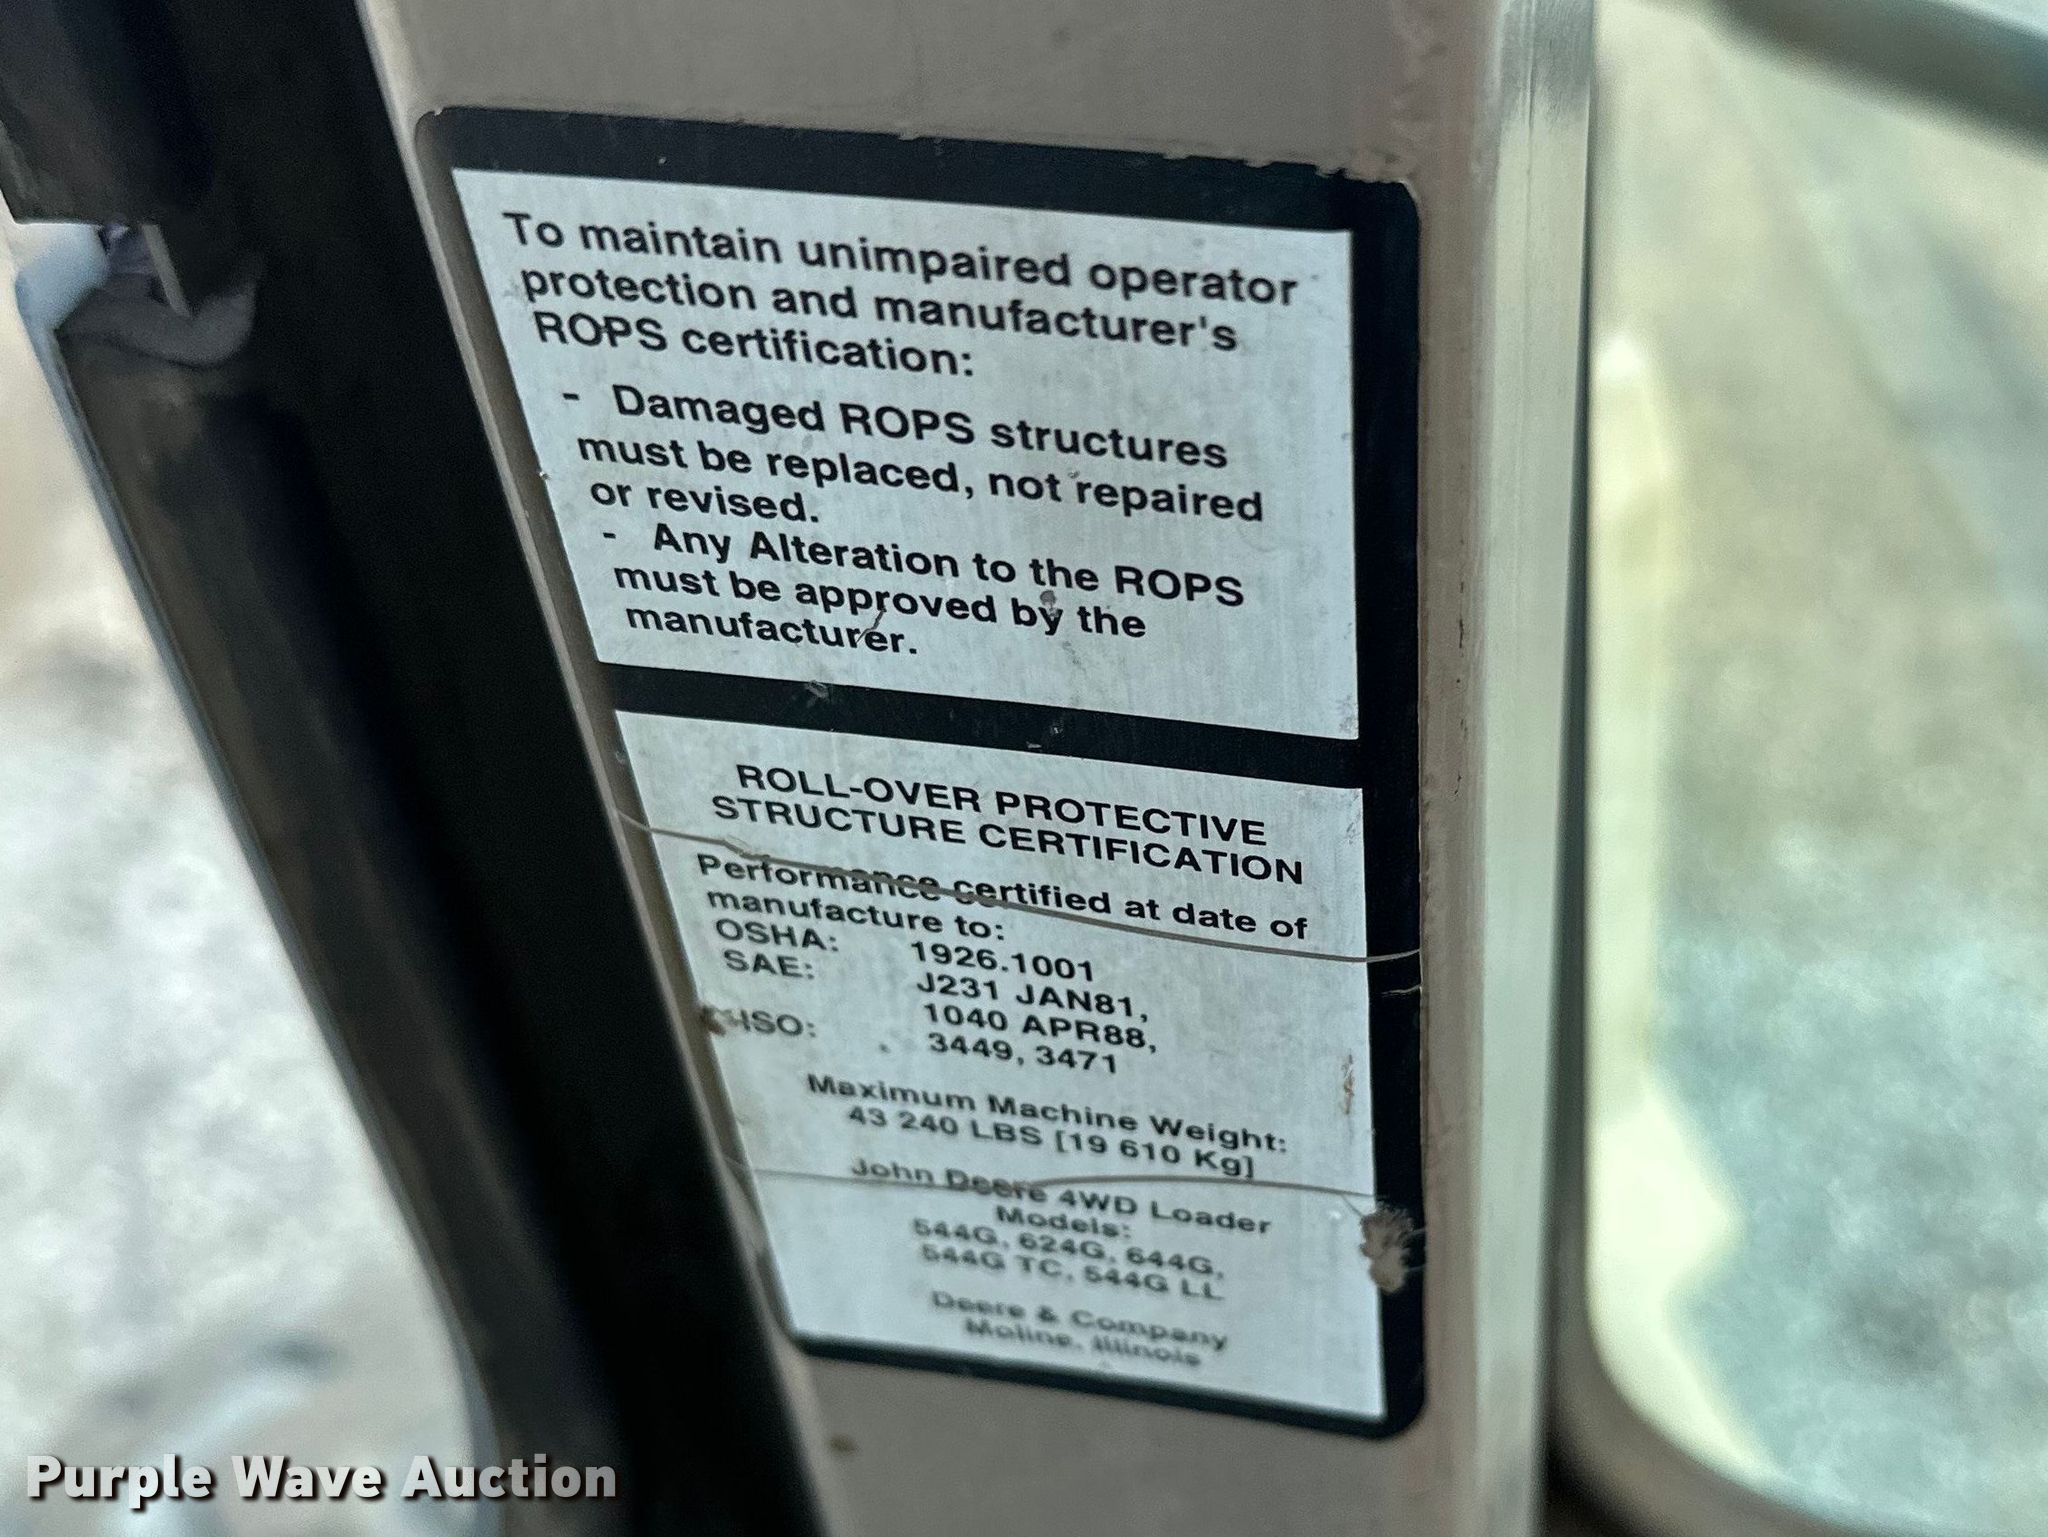 To maintain unimpaired operator
protection and manufacturer's
ROPS certification:
- Damaged ROPS structures
must be replaced, not repaired
or revised.
- Any Alteration to the ROPS
must be approved by the
manufacturer.
ROLL-OVER PROTECTIVE
STRUCTURE CERTIFICATION
Performance certified at date of
manufacture to:
OSHA: 1926.1001
SAE: J231 JAN81,
1040 APR88,
ISO: 3449, 3471
Maximum Machine Weight:
43 240 LBS [19 610 Kg]
John Deere 4WD Loader
Models:
544G, 624G, 644G,
544G TC, 544G LL
Deere & Company
Moline, Illinois
Purple Wave Auction